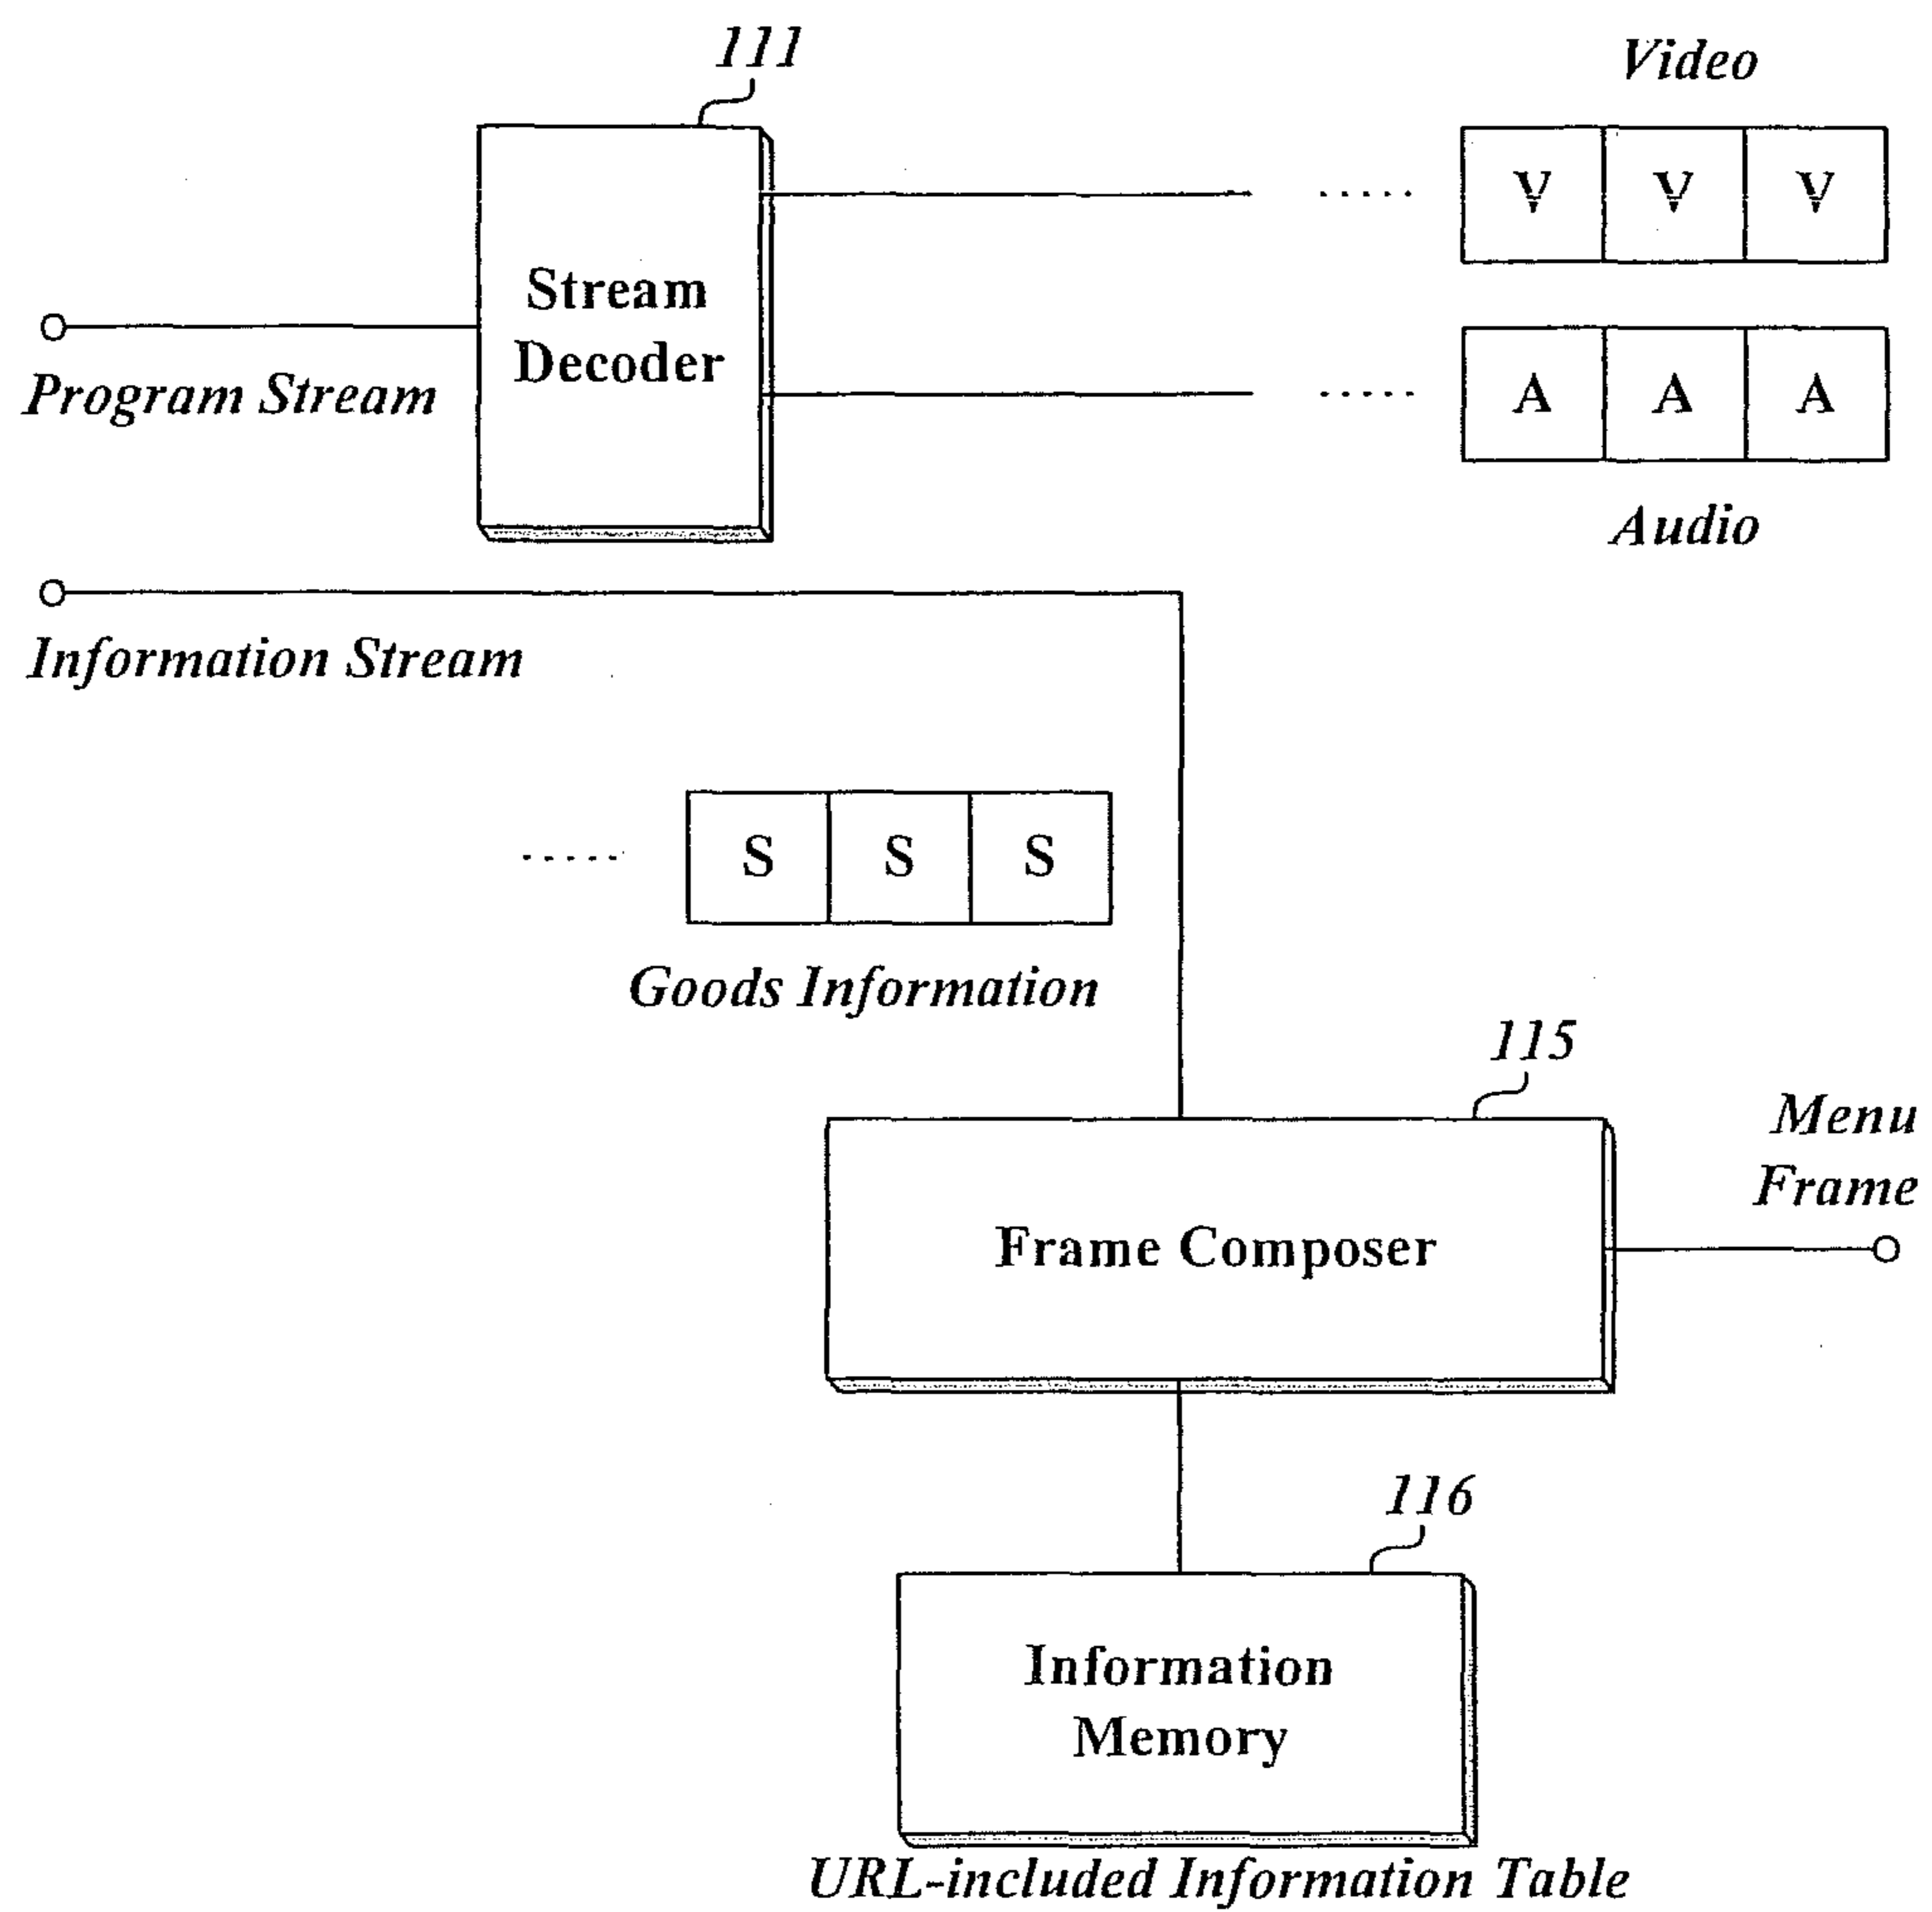 111
Video
V V V
Stream
Decoder
Program Stream
A A A
Audio
Information Stream
S S S
Goods Information
115
Menu
Frame
Frame Composer
116
Information
Memory
URL-included Information Table